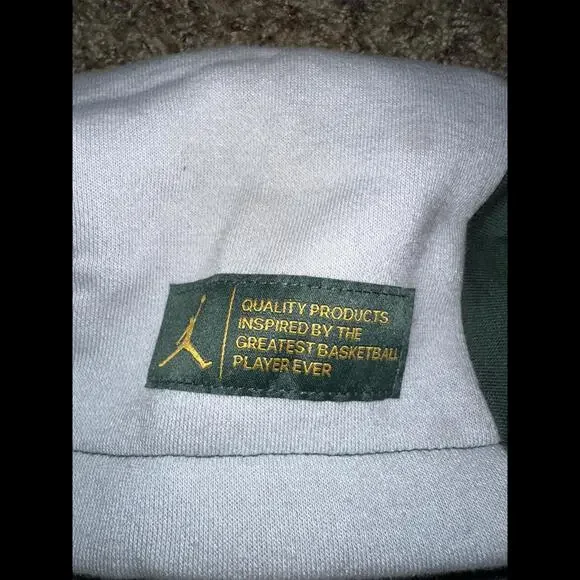 QUALITY PRODUCTS
INSPIRED BY THE
GREATEST BASKETBALL
PLAYER EVER